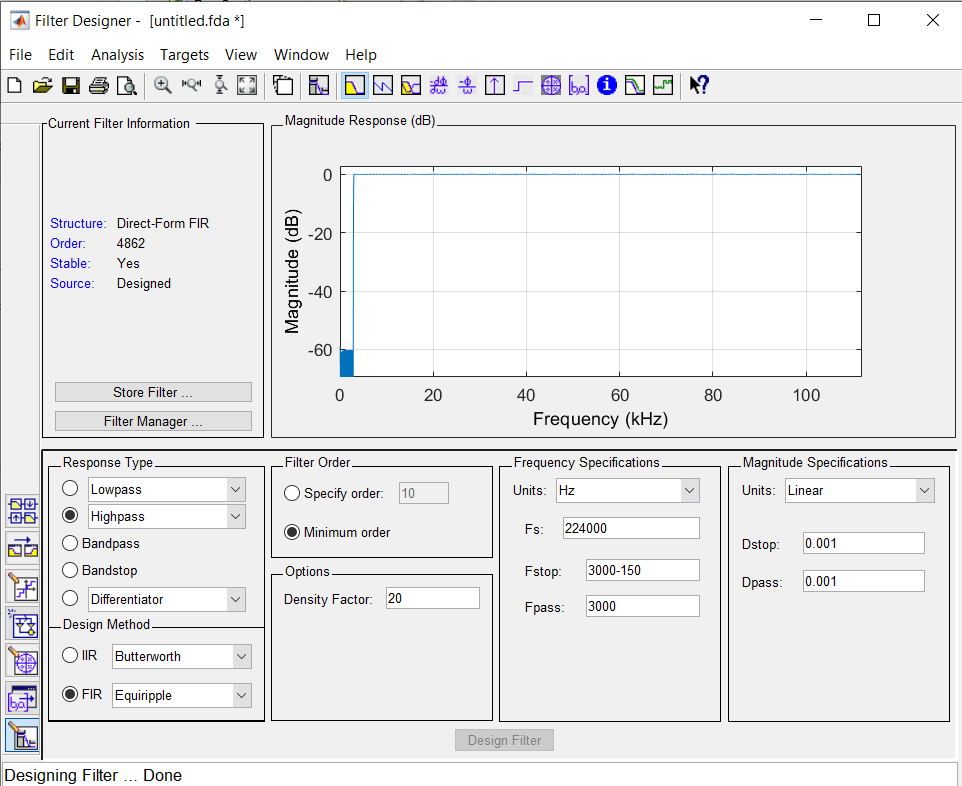 Filter Designer - [untitled.fda *]
File Edit Analysis Targets View Window Help
Current Filter Information
Structure: Direct-Form FIR
Order: 4862
Stable: Yes
Source: Designed
Store Filter ...
Filter Manager ...
Magnitude Response (dB)
Magnitude (dB)
0
-20
-40
-60
0 20 40 60 80 100
Frequency (kHz)
Response Type
Lowpass
Highpass
Bandpass
Bandstop
Differentiator
Design Method
IIR Butterworth
FIR Equiripple
Filter Order
Specify order: 10
Minimum order
Options
Density Factor: 20
Frequency Specifications
Units: Hz
Fs: 224000
Fstop: 3000-150
Fpass: 3000
Magnitude Specifications
Units: Linear
Dstop: 0.001
Dpass: 0.001
Design Filter
Designing Filter ... Done